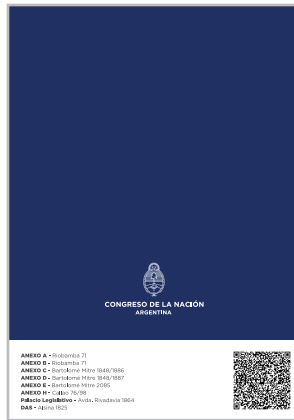 CONGRESO DE LA NACIÓN
ARGENTINA
ANEXO A - Riobamba 71
ANEXO B - Riobamba 71
ANEXO C - Bartolomé Mitre 1848/1886
ANEXO D - Bartolomé Mitre 1848/1887
ANEXO E - Bartolomé Mitre 2085
ANEXO H - Callao 76/98
Palacio Legislativo - Avda. Rivadavia 1864
DAS - Alsina 1825